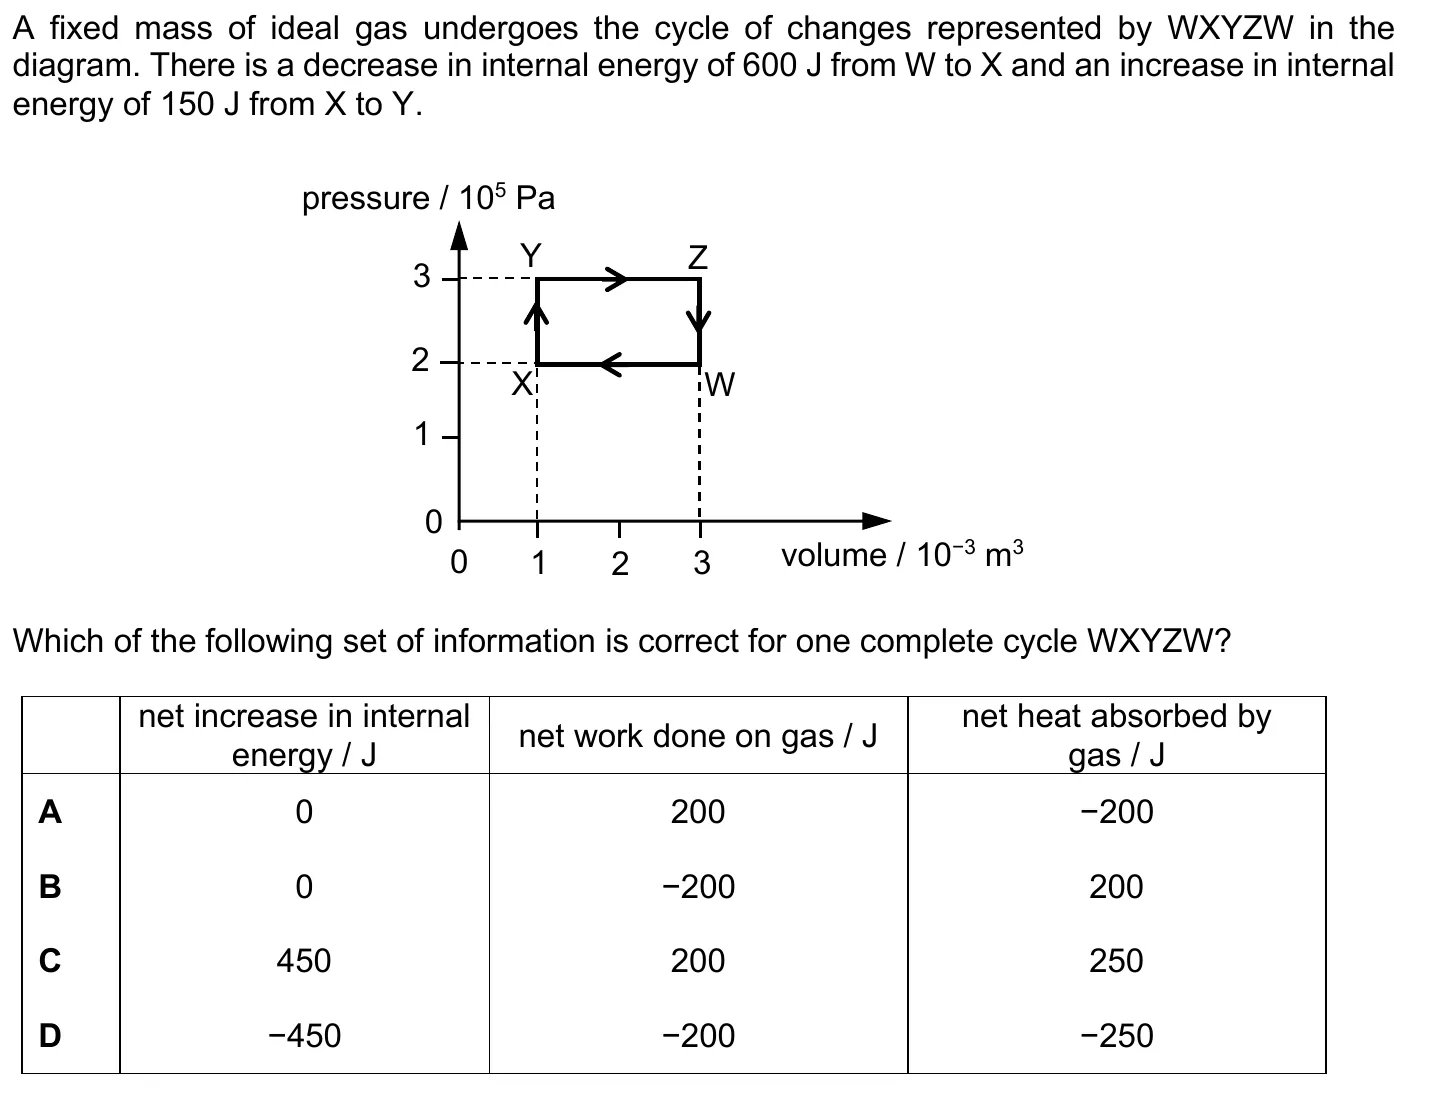 A fixed mass of ideal gas undergoes the cycle of changes represented by WXYZW in the
diagram. There is a decrease in internal energy of 600 J from W to X and an increase in internal
energy of 150 J from X to Y.
pressure / 10⁵ Pa
Y
Z
3
2
X
W
1
0
0
1
2
3
volume / 10⁻³ m³
Which of the following set of information is correct for one complete cycle WXYZW?
net increase in internal
energy / J
net work done on gas / J
net heat absorbed by
gas / J
A 0 200 −200
B 0 −200 200
C 450 200 250
D −450 −200 −250